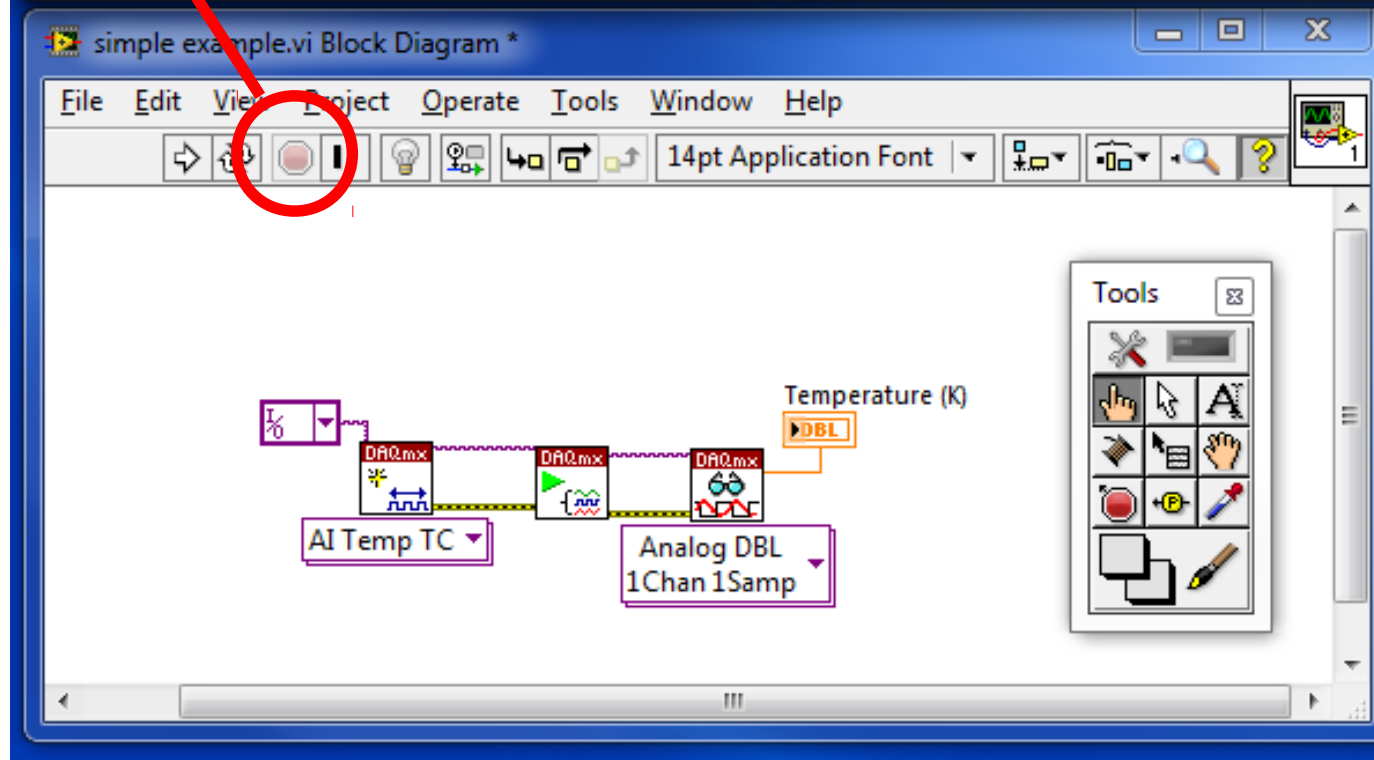 simple example.vi Block Diagram *
File Edit View Project Operate Tools Window Help
14pt Application Font
1
Tools
Temperature (K)
I/O
DBL
DAQmx
DAQmx
DAQmx
AI Temp TC
Analog DBL
1Chan 1Samp